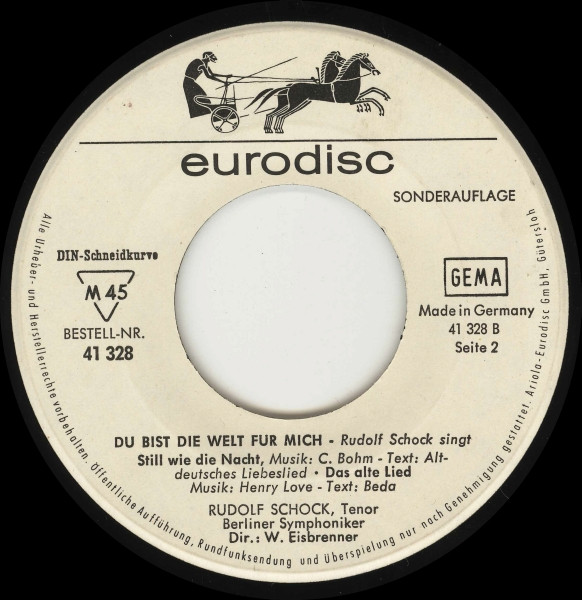 eurodisc
SONDERAUFLAGE
DIN-Schneidkurve
M 45
BESTELL-NR.
41 328
GEMA
Made in Germany
41 328 B
Seite 2
DU BIST DIE WELT FUR MICH - Rudolf Schock singt
Still wie die Nacht, Musik: C. Bohm - Text: Alt-
deutsches Liebeslied · Das alte Lied
Musik: Henry Love - Text: Beda
RUDOLF SCHOCK, Tenor
Berliner Symphoniker
Dir.: W. Eisbrenner
Alle Urheber- und Herstellerrechte vorbehalten. Öffentliche Aufführung, Rundfunksendung und Überspielung nur nach Genehmigung gestattet. Ariola-Eurodisc GmbH, Gütersloh